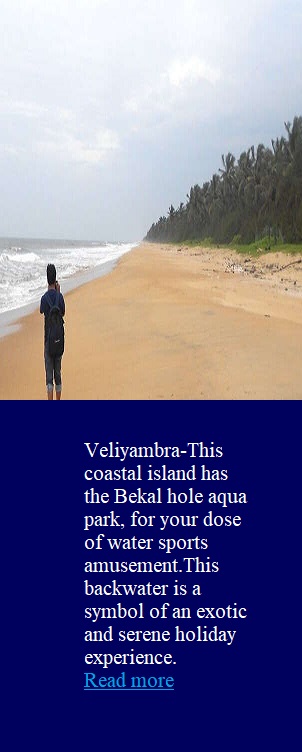 Veliyambra-This
coastal island has
the Bekal hole aqua
park, for your dose
of water sports
amusement.This
backwater is a
symbol of an exotic
and serene holiday
experience.
Read more